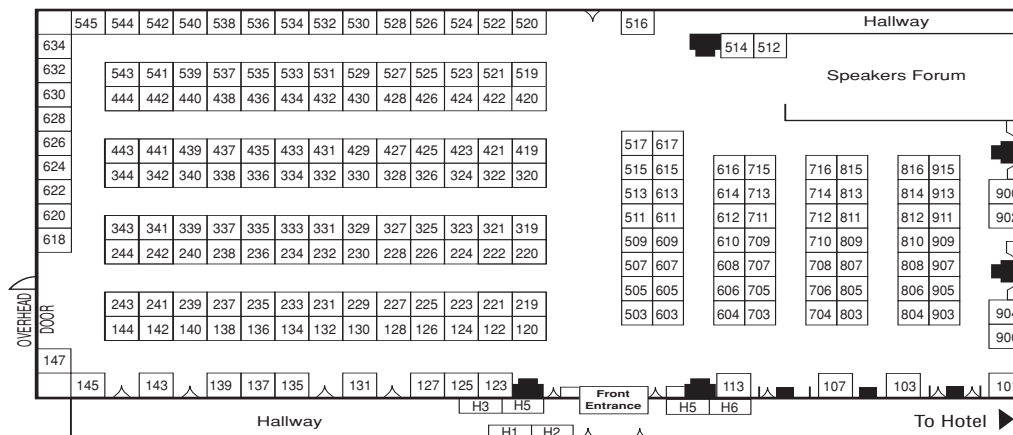 545 544 542 540 538 536 534 532 530 528 526 524 522 520 516 Hallway
634 514 512
632 543 541 539 537 535 533 531 529 527 525 523 521 519 Speakers Forum
630 444 442 440 438 436 434 432 430 428 426 424 422 420
628
626 443 441 439 437 435 433 431 429 427 425 423 421 419 517 617
624 344 342 340 338 336 334 332 330 328 326 324 322 320 515 615 616 715 716 815 816 915
622 513 613 614 713 714 813 814 913
620 343 341 339 337 335 333 331 329 327 325 323 321 319 511 611 612 711 712 811 812 911 902
618 244 242 240 238 236 234 232 230 228 226 224 222 220 509 609 610 709 710 809 810 909
507 607 608 707 708 807 808 907
OVERHEAD
DOOR
243 241 239 237 235 233 231 229 227 225 223 221 219 505 605 606 705 706 805 806 905
144 142 140 138 136 134 132 130 128 126 124 122 120 503 603 604 703 704 803 804 903 904
147
145 143 139 137 135 131 127 125 123 113 107 103 101
Front
Entrance
H3 H5 H5 H6
Hallway To Hotel
H1 H2